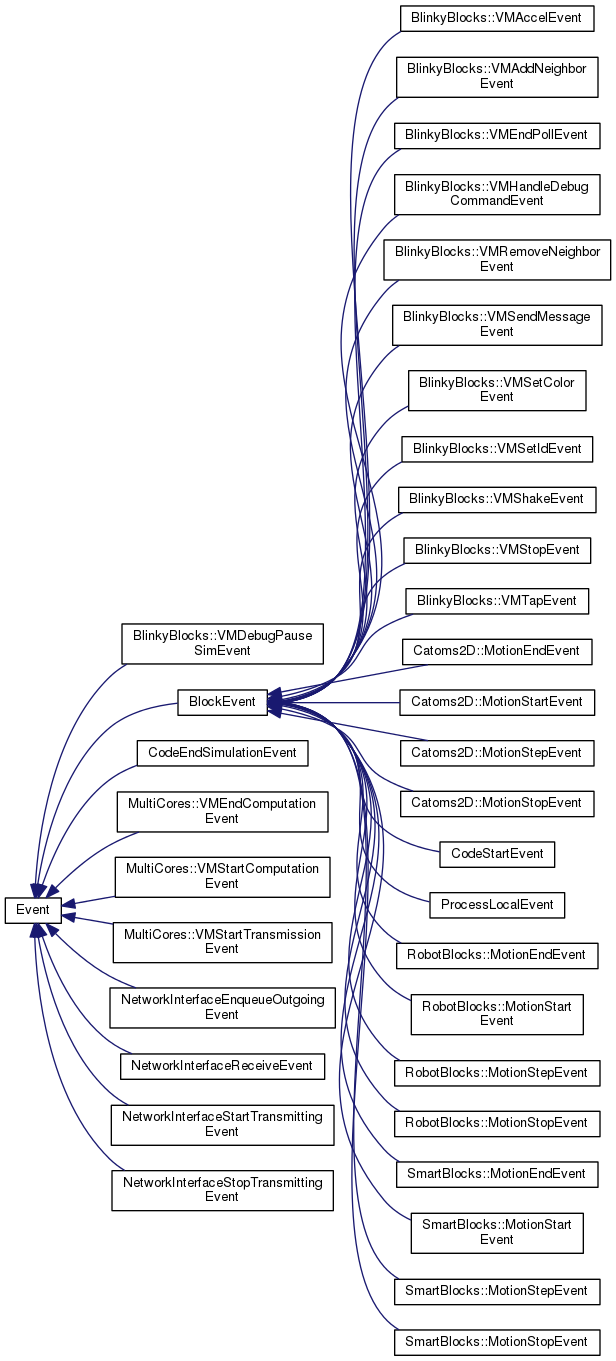 BlinkyBlocks::VMAccelEvent
BlinkyBlocks::VMAddNeighbor
Event
BlinkyBlocks::VMEndPollEvent
BlinkyBlocks::VMHandleDebug
CommandEvent
BlinkyBlocks::VMRemoveNeighbor
Event
BlinkyBlocks::VMSendMessage
Event
BlinkyBlocks::VMSetColor
Event
BlinkyBlocks::VMSetIdEvent
BlinkyBlocks::VMShakeEvent
BlinkyBlocks::VMStopEvent
BlinkyBlocks::VMTapEvent
BlinkyBlocks::VMDebugPause
SimEvent
Catoms2D::MotionEndEvent
BlockEvent
Catoms2D::MotionStartEvent
CodeEndSimulationEvent
Catoms2D::MotionStepEvent
MultiCores::VMEndComputation
Event
Catoms2D::MotionStopEvent
CodeStartEvent
MultiCores::VMStartComputation
Event
ProcessLocalEvent
Event
MultiCores::VMStartTransmission
Event
RobotBlocks::MotionEndEvent
NetworkInterfaceEnqueueOutgoing
Event
RobotBlocks::MotionStart
Event
NetworkInterfaceReceiveEvent
RobotBlocks::MotionStepEvent
NetworkInterfaceStartTransmitting
Event
RobotBlocks::MotionStopEvent
NetworkInterfaceStopTransmitting
Event
SmartBlocks::MotionEndEvent
SmartBlocks::MotionStart
Event
SmartBlocks::MotionStepEvent
SmartBlocks::MotionStopEvent